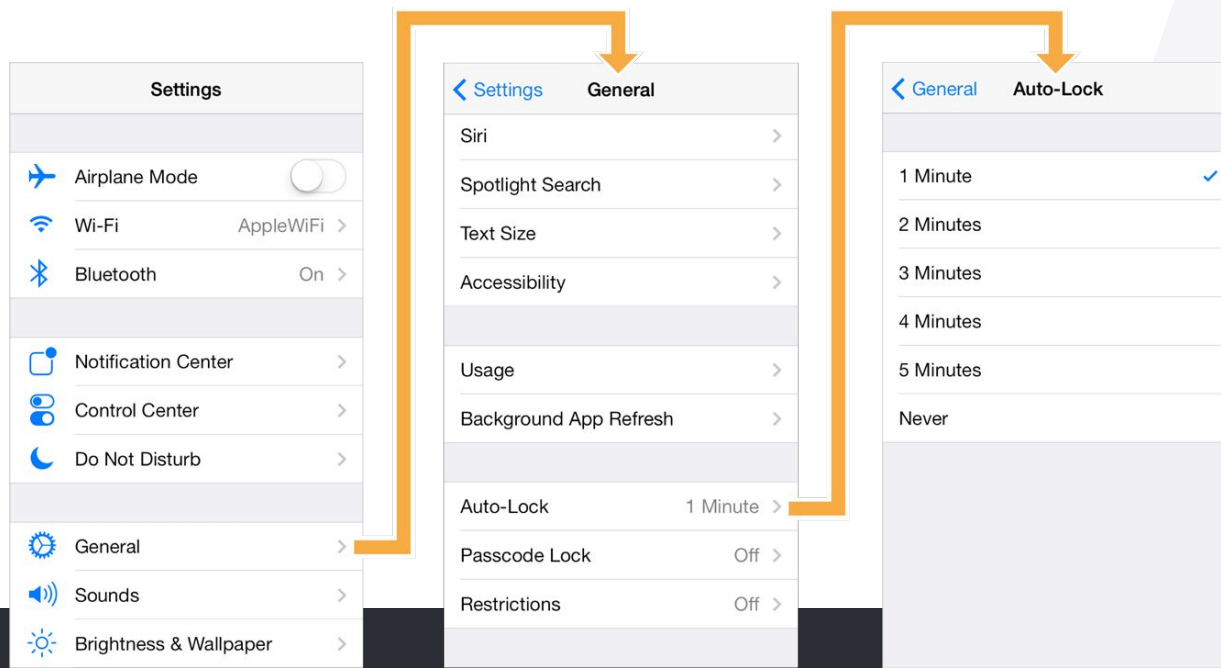 Settings
Airplane Mode
Wi-Fi AppleWiFi
Bluetooth On
Notification Center
Control Center
Do Not Disturb
General
Sounds
Brightness & Wallpaper
Settings General
Siri
Spotlight Search
Text Size
Accessibility
Usage
Background App Refresh
Auto-Lock 1 Minute
Passcode Lock Off
Restrictions Off
General Auto-Lock
1 Minute
2 Minutes
3 Minutes
4 Minutes
5 Minutes
Never